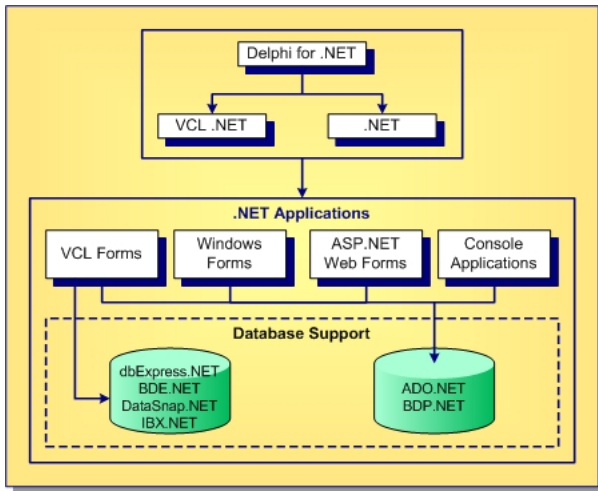 Delphi for .NET
VCL .NET
.NET
.NET Applications
VCL Forms
Windows
Forms
ASP.NET
Web Forms
Console
Applications
Database Support
dbExpress.NET
BDE.NET
DataSnap.NET
IBX.NET
ADO.NET
BDP.NET